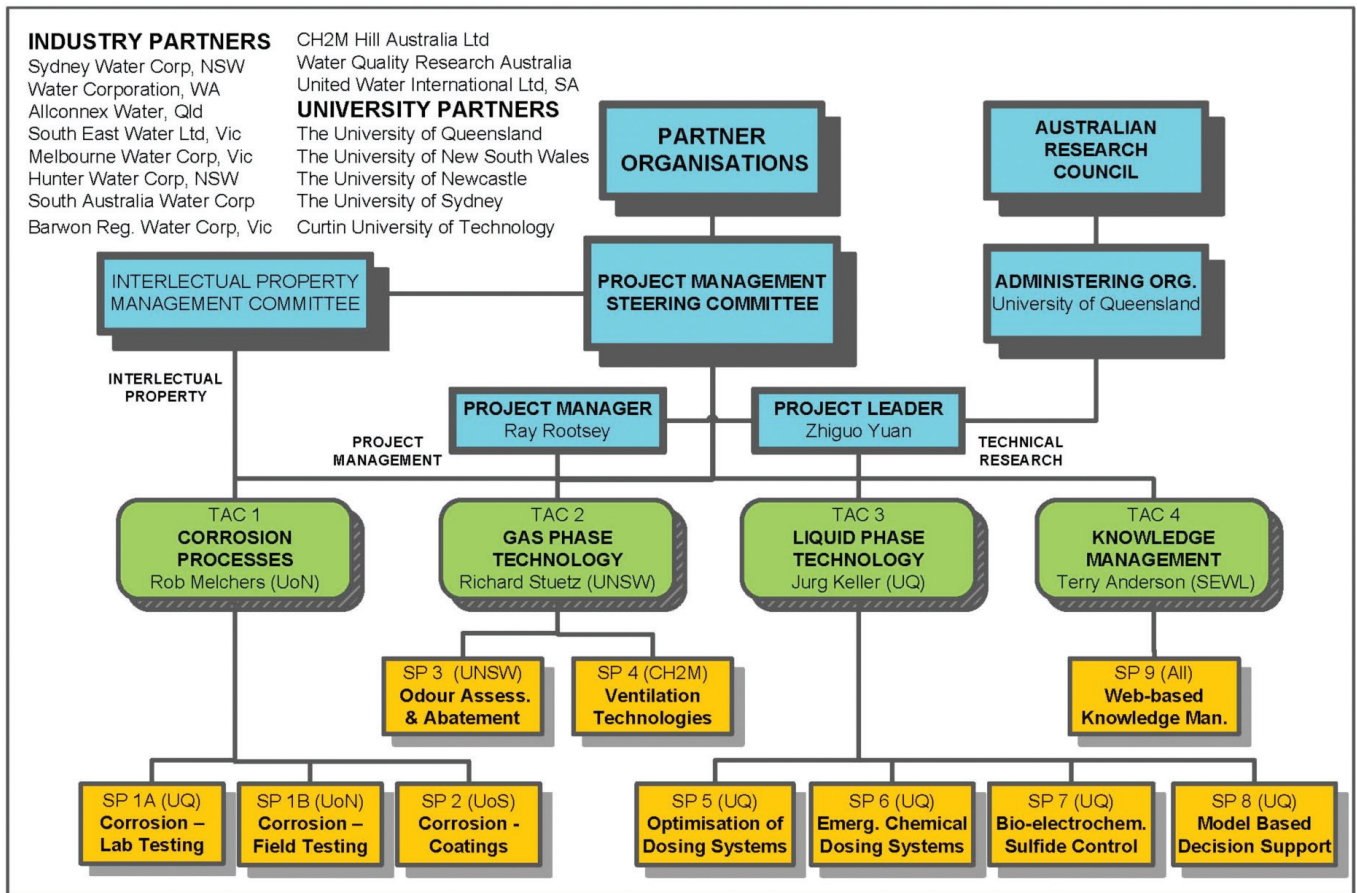 INDUSTRY PARTNERS
Sydney Water Corp, NSW
Water Corporation, WA
Allconnex Water, Qld
South East Water Ltd, Vic
Melbourne Water Corp, Vic
Hunter Water Corp, NSW
South Australia Water Corp
Barwon Reg. Water Corp, Vic
CH2M Hill Australia Ltd
Water Quality Research Australia
United Water International Ltd, SA
UNIVERSITY PARTNERS
The University of Queensland
The University of New South Wales
The University of Newcastle
The University of Sydney
Curtin University of Technology
PARTNER
ORGANISATIONS
AUSTRALIAN
RESEARCH
COUNCIL
INTERLECTUAL PROPERTY
MANAGEMENT COMMITTEE
PROJECT MANAGEMENT
STEERING COMMITTEE
ADMINISTERING ORG.
University of Queensland
INTERLECTUAL
PROPERTY
PROJECT MANAGER
Ray Rootsey
PROJECT LEADER
Zhiguo Yuan
PROJECT
MANAGEMENT
TECHNICAL
RESEARCH
TAC 1
CORROSION
PROCESSES
Rob Melchers (UoN)
TAC 2
GAS PHASE
TECHNOLOGY
Richard Stuetz (UNSW)
TAC 3
LIQUID PHASE
TECHNOLOGY
Jurg Keller (UQ)
TAC 4
KNOWLEDGE
MANAGEMENT
Terry Anderson (SEWL)
SP 3 (UNSW)
Odour Assess.
& Abatement
SP 4 (CH2M)
Ventilation
Technologies
SP 9 (All)
Web-based
Knowledge Man.
SP 1A (UQ)
Corrosion –
Lab Testing
SP 1B (UoN)
Corrosion –
Field Testing
SP 2 (UoS)
Corrosion -
Coatings
SP 5 (UQ)
Optimisation of
Dosing Systems
SP 6 (UQ)
Emerg. Chemical
Dosing Systems
SP 7 (UQ)
Bio-electrochem.
Sulfide Control
SP 8 (UQ)
Model Based
Decision Support